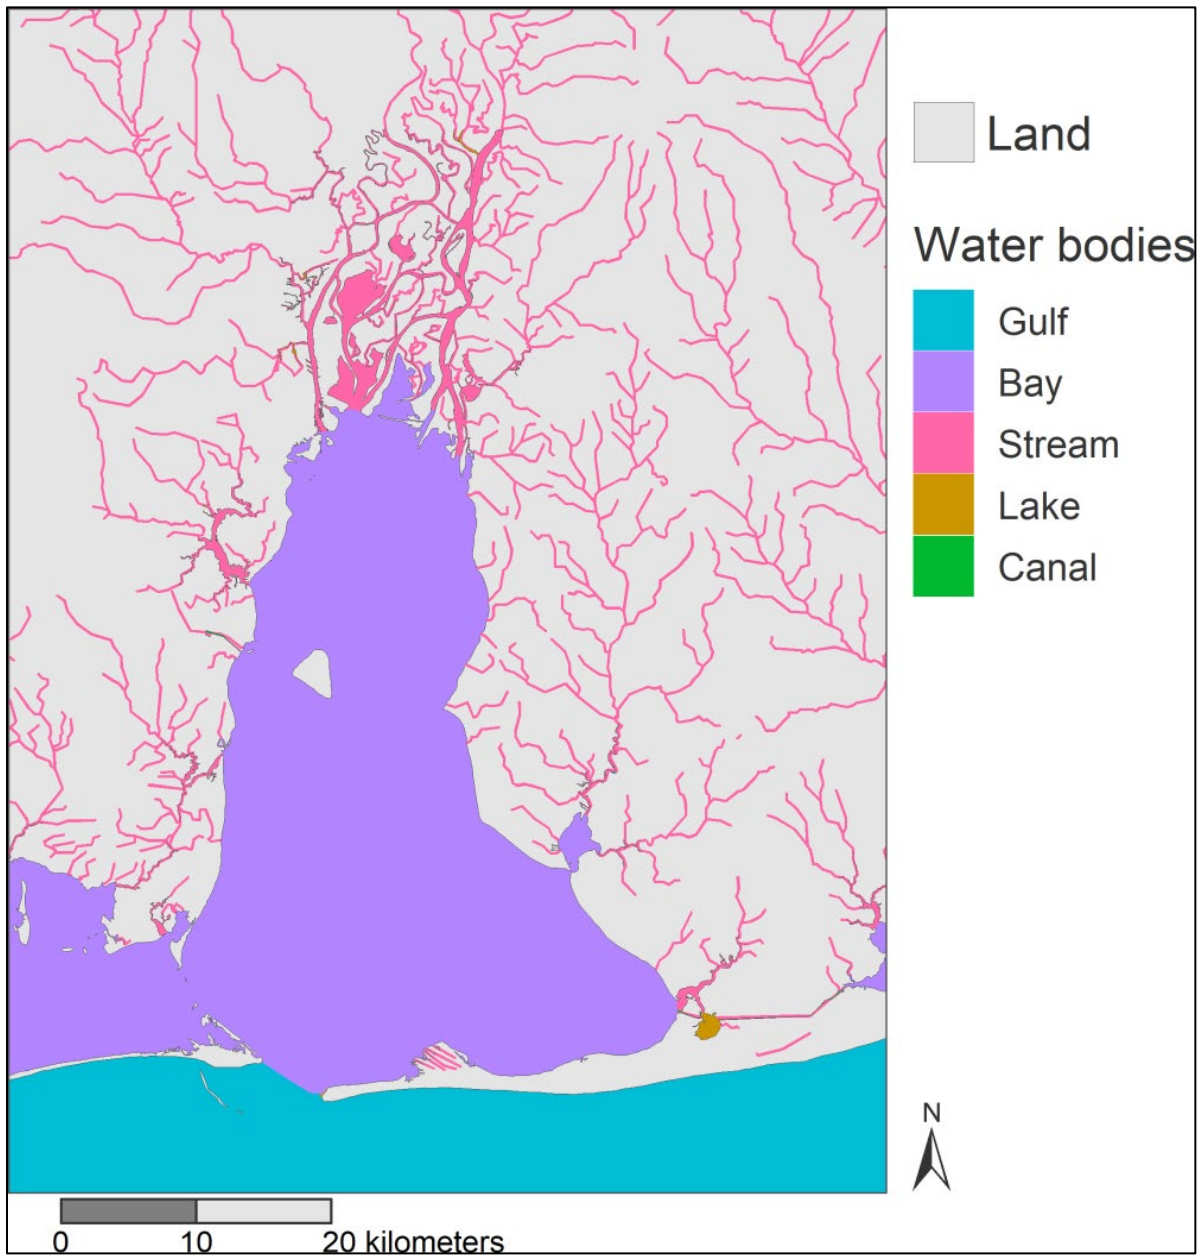 Land
Water bodies
Gulf
Bay
Stream
Lake
Canal
N
0 10 20 kilometers